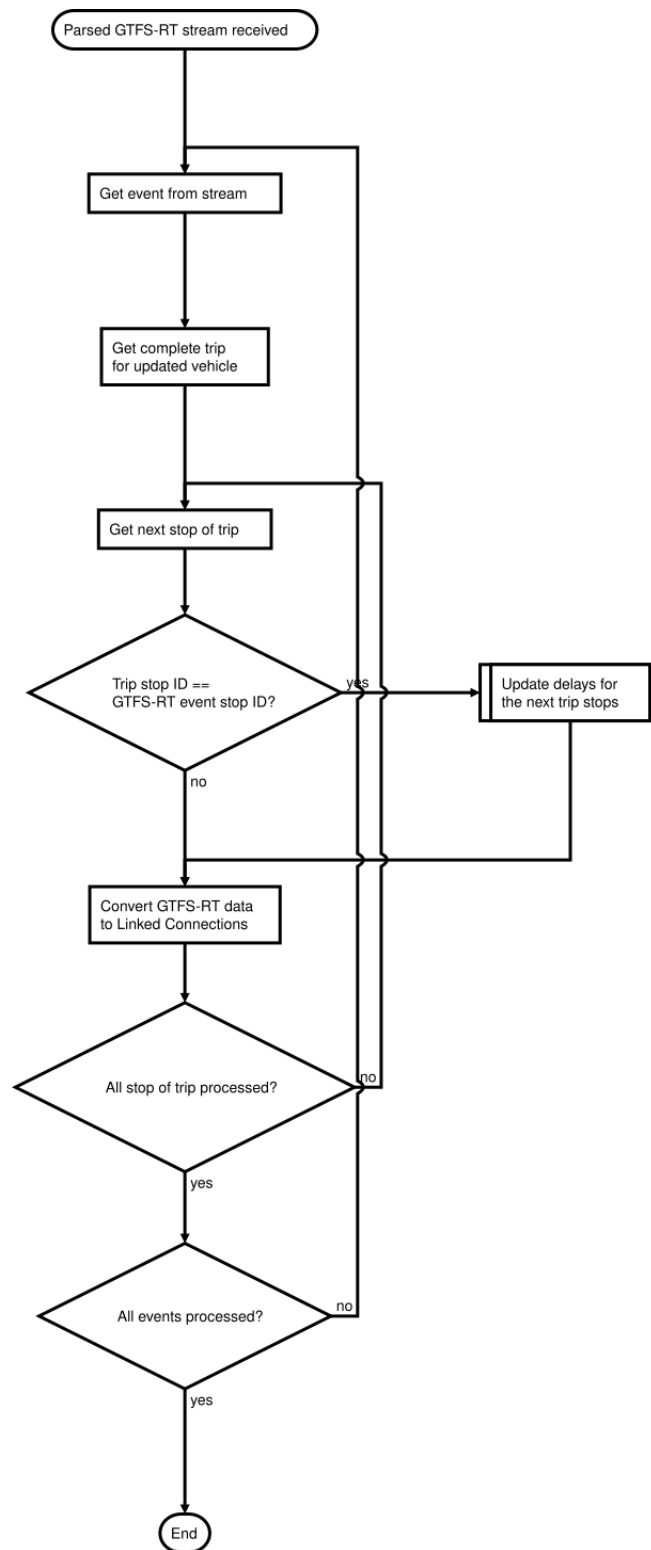 Parsed GTFS-RT stream received
Get event from stream
Get complete trip
for updated vehicle
Get next stop of trip
Trip stop ID ==
GTFS-RT event stop ID?
yes
Update delays for
the next trip stops
no
Convert GTFS-RT data
to Linked Connections
All stop of trip processed?
no
yes
All events processed?
no
yes
End